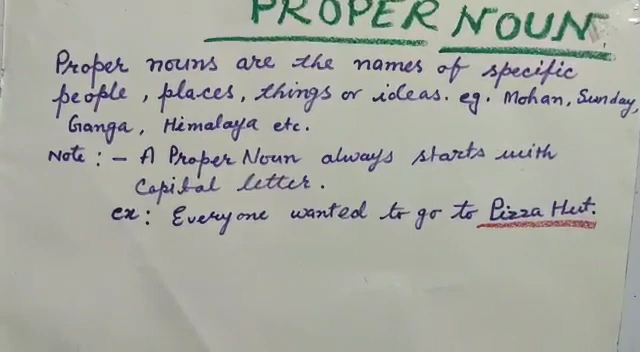 PROPER NOUN
Proper nouns are the names of specific
people, places, things or ideas. eg. Mohan, Sunday,
Ganga, Himalaya etc.
Note :- A Proper Noun always starts with
Capital letter.
ex: Everyone wanted to go to Pizza Hut.